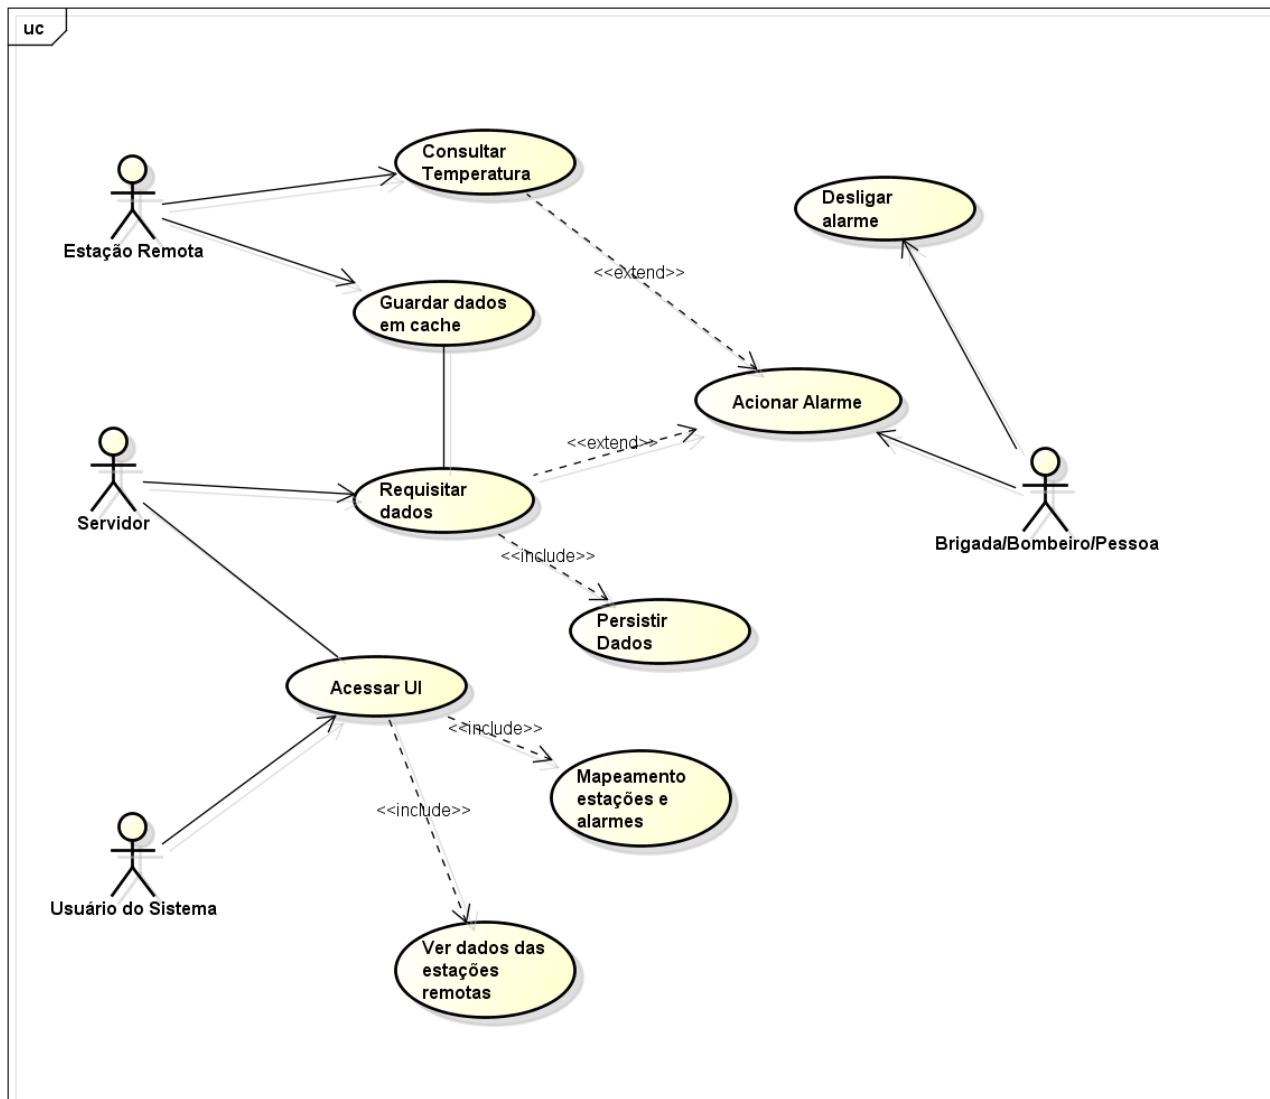 uc
Consultar
Temperatura
Desligar
alarme
Estação Remota
<<extend>>
Guardar dados
em cache
Acionar Alarme
<<extend>>
Requisitar
dados
Servidor
Brigada/Bombeiro/Pessoa
<<include>>
Persistir
Dados
Acessar UI
<<include>>
Mapeamento
estações e
alarmes
<<include>>
Usuário do Sistema
Ver dados das
estações
remotas